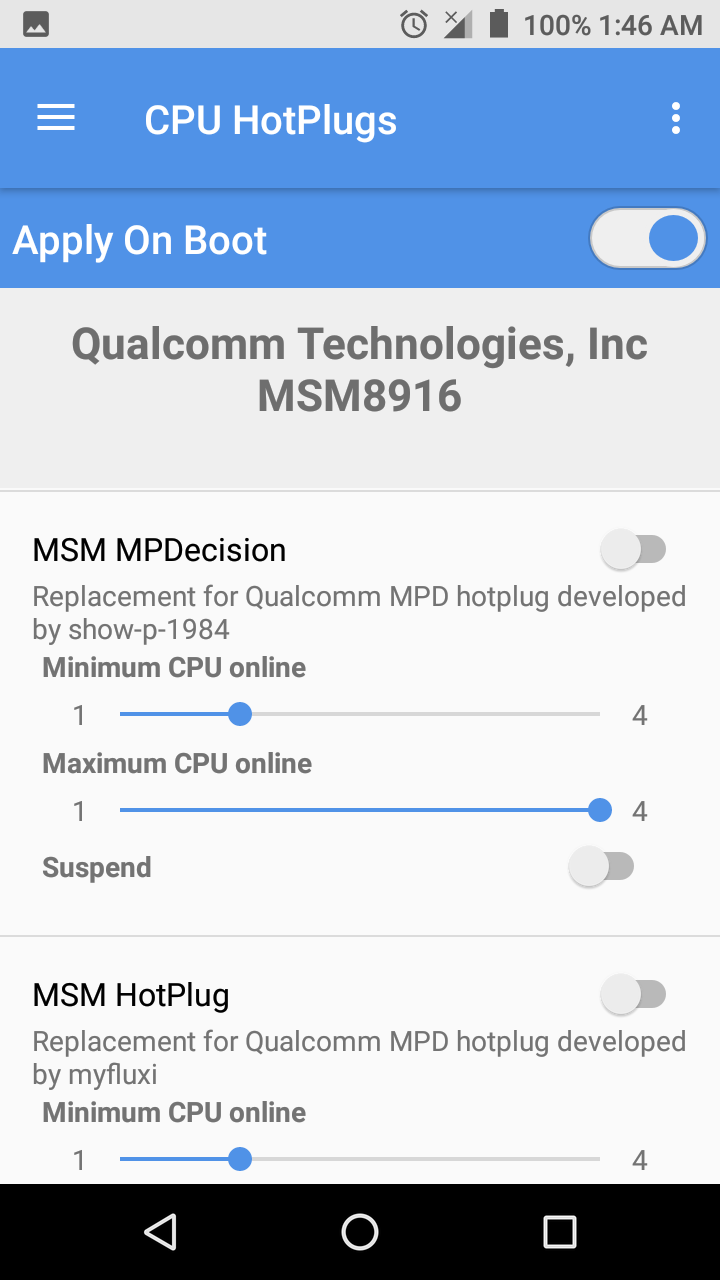 100% 1:46 AM
CPU HotPlugs
Apply On Boot
Qualcomm Technologies, Inc
MSM8916
MSM MPDecision
Replacement for Qualcomm MPD hotplug developed
by show-p-1984
Minimum CPU online
1 4
Maximum CPU online
1 4
Suspend
MSM HotPlug
Replacement for Qualcomm MPD hotplug developed
by myfluxi
Minimum CPU online
1 4